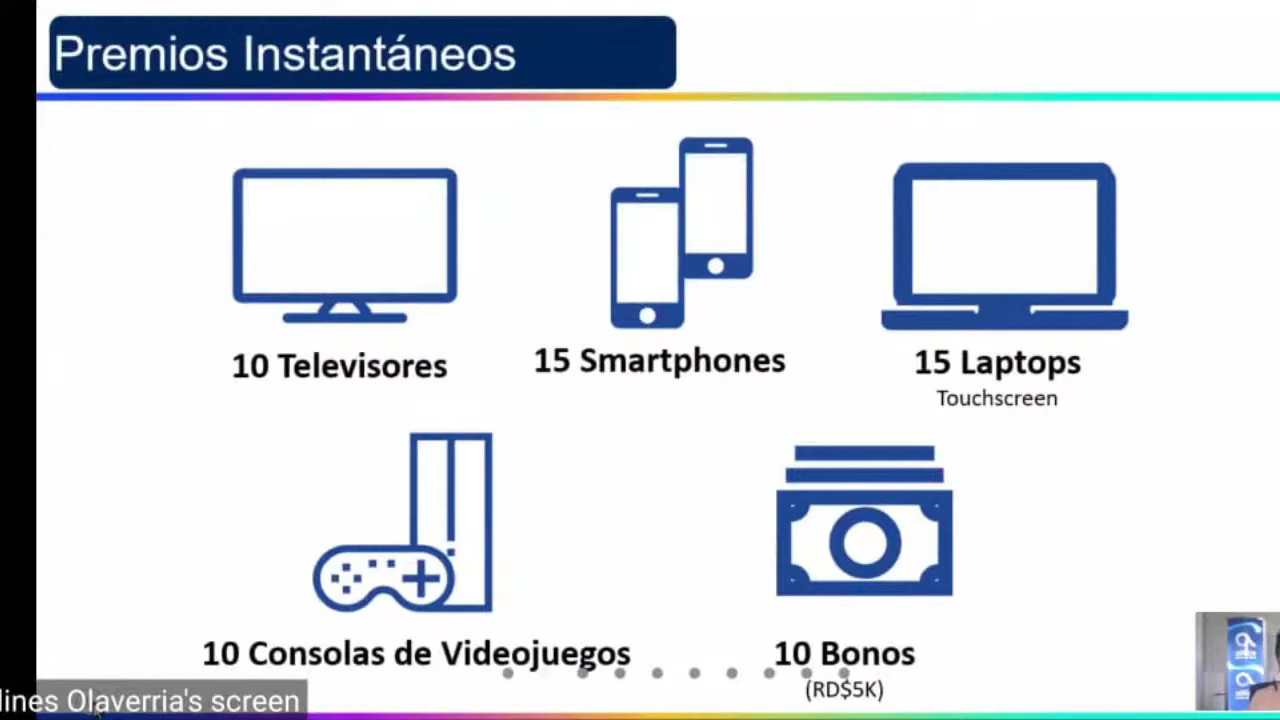 Premios Instantáneos
10 Televisores
15 Smartphones
15 Laptops
Touchscreen
10 Consolas de Videojuegos
10 Bonos
(RD$5K)
lines Olaverria's screen